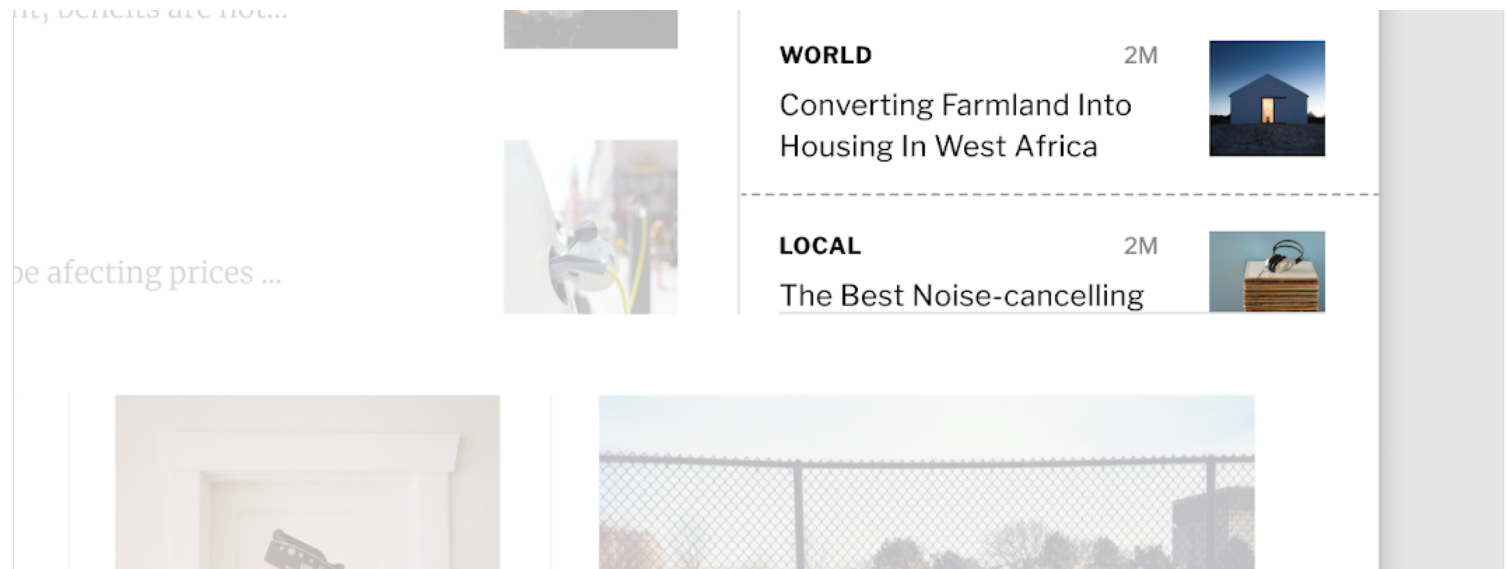 nt, benefits are not...
WORLD 2M
Converting Farmland Into
Housing In West Africa
LOCAL 2M
The Best Noise-cancelling
be afecting prices ...